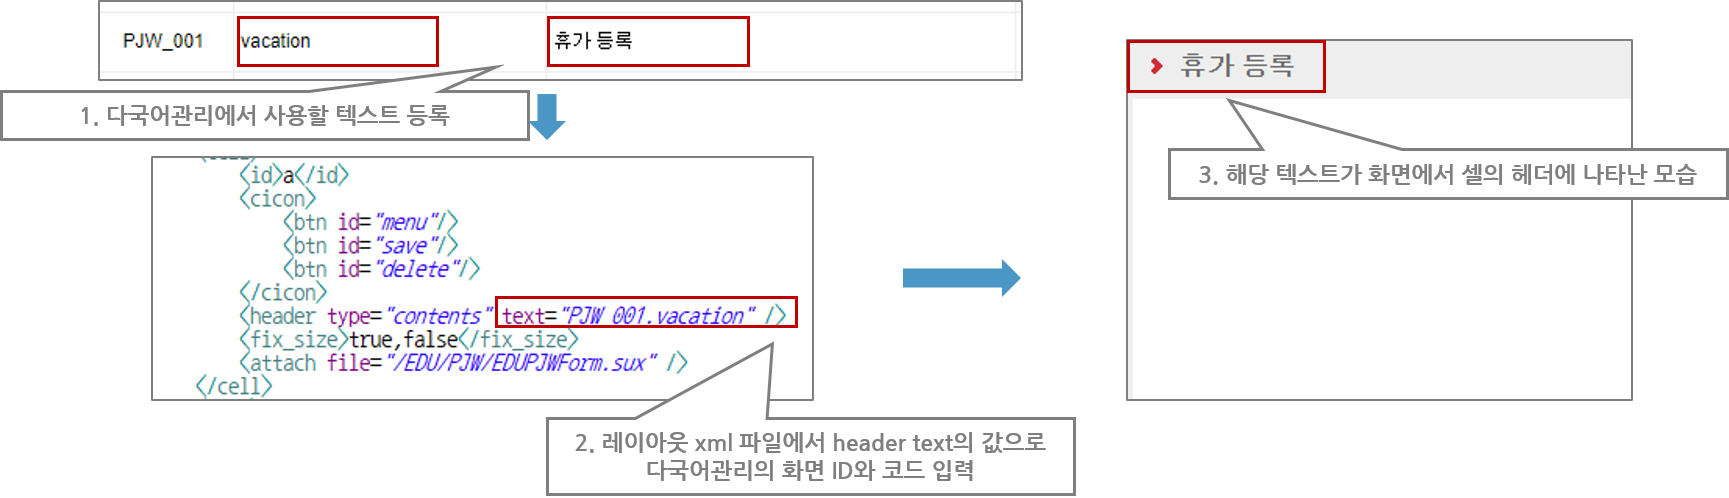 PJW_001 vacation 휴가 등록
1. 다국어관리에서 사용할 텍스트 등록
<id>a</id>
<cicon>
<btn id="menu"/>
<btn id="save"/>
<btn id="delete"/>
</cicon>
<header type="contents" text="PJW_001.vacation" />
<fix_size>true,false</fix_size>
<attach file="/EDU/PJW/EDUPJWForm.sux" />
</cell>
2. 레이아웃 xml 파일에서 header text의 값으로
다국어관리의 화면 ID와 코드 입력
휴가 등록
3. 해당 텍스트가 화면에서 셀의 헤더에 나타난 모습